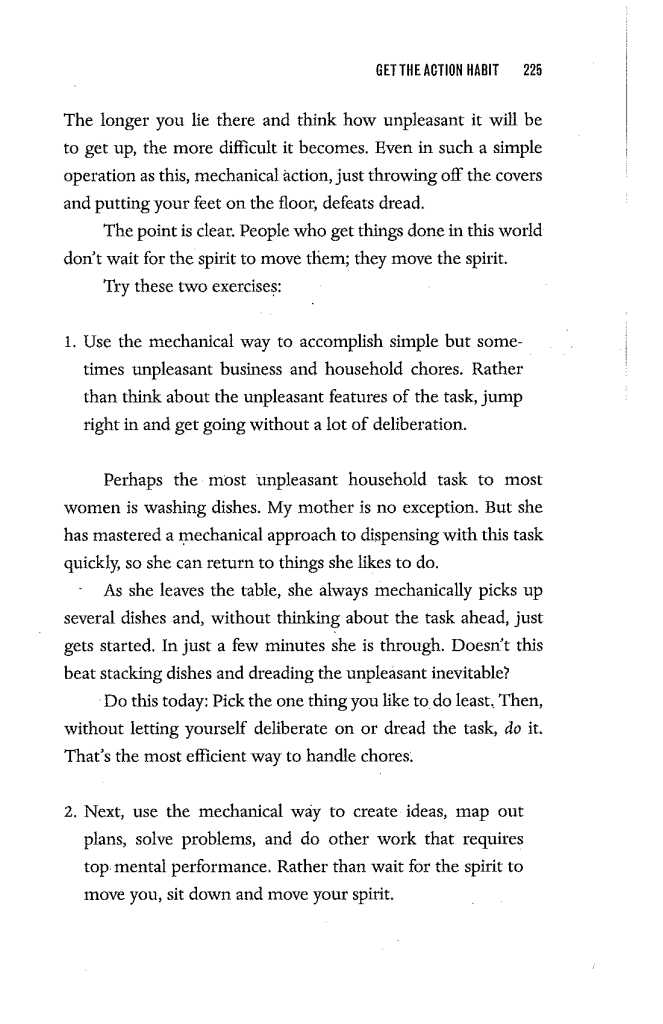 GET THE ACTION HABIT 225
The longer you lie there and think how unpleasant it will be
to get up, the more difficult it becomes. Even in such a simple
operation as this, mechanical action, just throwing off the covers
and putting your feet on the floor, defeats dread.
The point is clear. People who get things done in this world
don't wait for the spirit to move them; they move the spirit.
Try these two exercises:
1. Use the mechanical way to accomplish simple but some-
times unpleasant business and household chores. Rather
than think about the unpleasant features of the task, jump
right in and get going without a lot of deliberation.
Perhaps the most unpleasant household task to most
women is washing dishes. My mother is no exception. But she
has mastered a mechanical approach to dispensing with this task
quickly, so she can return to things she likes to do.
As she leaves the table, she always mechanically picks up
several dishes and, without thinking about the task ahead, just
gets started. In just a few minutes she is through. Doesn't this
beat stacking dishes and dreading the unpleasant inevitable?
Do this today: Pick the one thing you like to do least. Then,
without letting yourself deliberate on or dread the task, do it.
That's the most efficient way to handle chores.
2. Next, use the mechanical way to create ideas, map out
plans, solve problems, and do other work that requires
top mental performance. Rather than wait for the spirit to
move you, sit down and move your spirit.